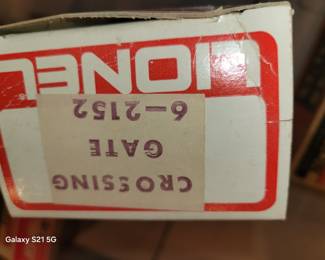 CROSSING
GATE
6-2152
LIONEL
Galaxy S21 5G